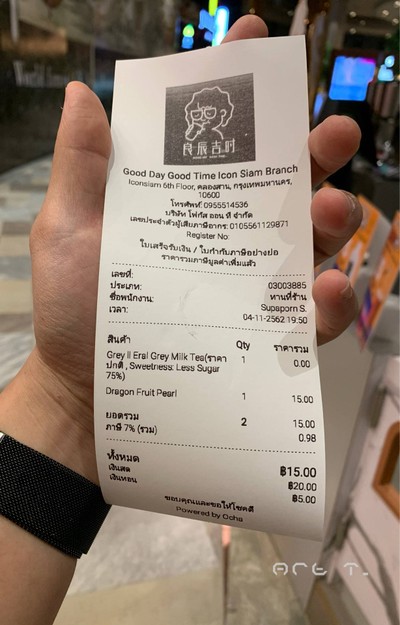 良辰吉时
Good Day Good Time Icon Siam Branch
Iconsiam 6th Floor, คลองสาน, กรุงเทพมหานคร,
10600
โทรศัพท์: 0955514536
บริษัท โฟกัส ออน ที จำกัด
เลขประจำตัวผู้เสียภาษีอากร: 0105561129871
Register No:
ใบเสร็จรับเงิน / ใบกำกับภาษีอย่างย่อ
ราคารวมภาษีมูลค่าเพิ่มแล้ว
เลขที่: 03003885
ประเภท: ทานที่ร้าน
ชื่อพนักงาน: Supaporn S.
เวลา: 04-11-2562 19:50
สินค้า Qty ราคารวม
Grey ll Eral Grey Milk Tea(ราคา 1 0.00
ปกติ , Sweetness: Less Sugar
75%)
Dragon Fruit Pearl 1 15.00
ยอดรวม 2 15.00
ภาษี 7% (รวม) 0.98
ทั้งหมด ฿15.00
เงินสด ฿20.00
เงินทอน ฿5.00
ขอบคุณและขอให้โชคดี
Powered by Ocha
ARE T.